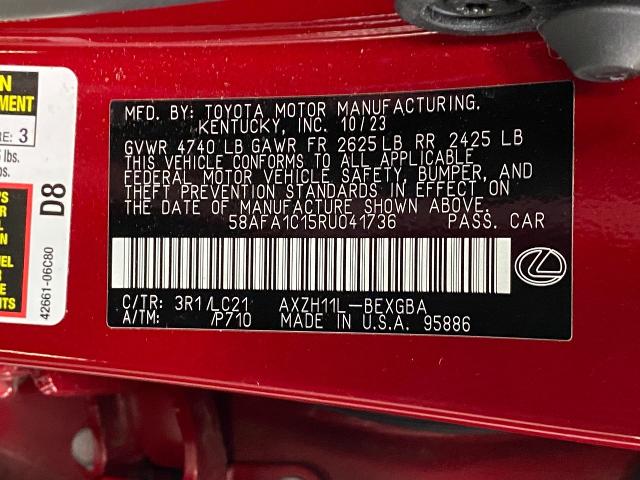 MFD. BY: TOYOTA MOTOR MANUFACTURING,
KENTUCKY, INC. 10/23
GVWR 4740 LB GAWR FR 2625 LB RR 2425 LB
THIS VEHICLE CONFORMS TO ALL APPLICABLE
FEDERAL MOTOR VEHICLE SAFETY, BUMPER, AND
THEFT PREVENTION STANDARDS IN EFFECT ON
THE DATE OF MANUFACTURE SHOWN ABOVE.
58AFA1C15RU041736 PASS. CAR
C/TR: 3R1/LC21 AXZH11L-BEXGBA
A/TM: /P710 MADE IN U.S.A. 95886
3
lbs.
D8
42661-06C80